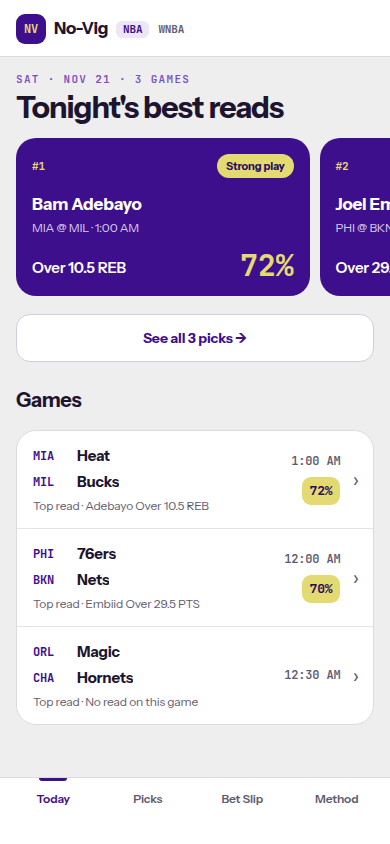 NV No-Vig NBA WNBA
SAT · NOV 21 · 3 GAMES
Tonight's best reads
#1 Strong play
Bam Adebayo
MIA @ MIL · 1:00 AM
Over 10.5 REB 72%
#2
Joel Em
PHI @ BKN
Over 29.
See all 3 picks →
Games
MIA Heat 1:00 AM
MIL Bucks 72% ›
Top read · Adebayo Over 10.5 REB
PHI 76ers 12:00 AM
BKN Nets 70% ›
Top read · Embiid Over 29.5 PTS
ORL Magic
CHA Hornets 12:30 AM ›
Top read · No read on this game
Today Picks Bet Slip Method